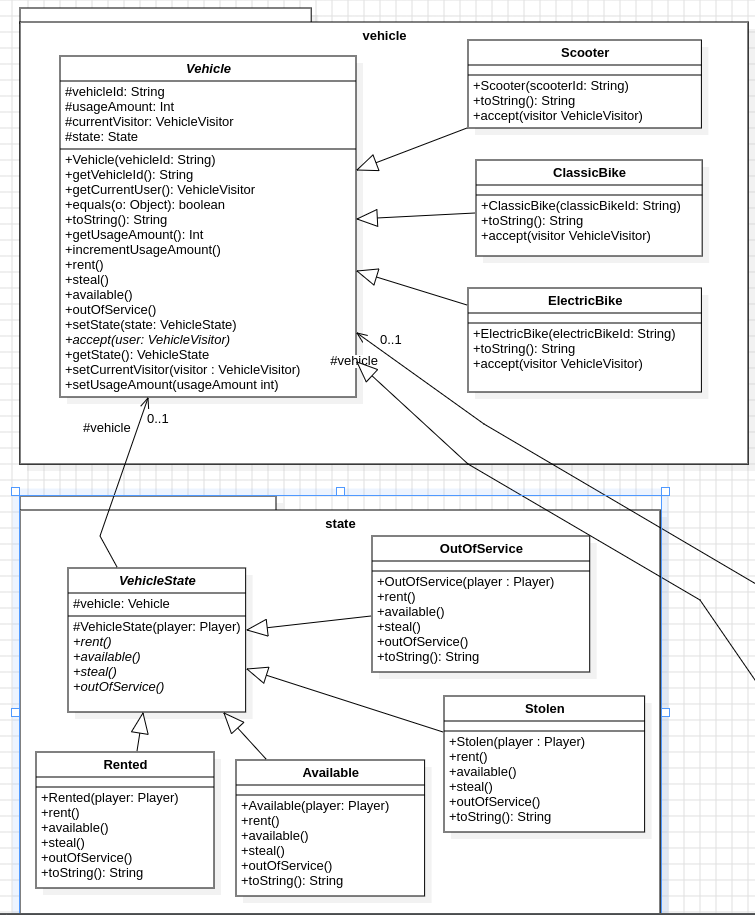 vehicle
Vehicle
#vehicleId: String
#usageAmount: Int
#currentVisitor: VehicleVisitor
#state: State
+Vehicle(vehicleId: String)
+getVehicleId(): String
+getCurrentUser(): VehicleVisitor
+equals(o: Object): boolean
+toString(): String
+getUsageAmount(): Int
+incrementUsageAmount()
+rent()
+steal()
+available()
+outOfService()
+setState(state: VehicleState)
+accept(user: VehicleVisitor)
+getState(): VehicleState
+setCurrentVisitor(visitor : VehicleVisitor)
+setUsageAmount(usageAmount int)
Scooter
+Scooter(scooterId: String)
+toString(): String
+accept(visitor VehicleVisitor)
ClassicBike
+ClassicBike(classicBikeId: String)
+toString(): String
+accept(visitor VehicleVisitor)
ElectricBike
+ElectricBike(electricBikeId: String)
+toString(): String
+accept(visitor VehicleVisitor)
0..1
#vehicle
0..1
#vehicle
state
VehicleState
#vehicle: Vehicle
#VehicleState(player: Player)
+rent()
+available()
+steal()
+outOfService()
OutOfService
+OutOfService(player : Player)
+rent()
+available()
+steal()
+outOfService()
+toString(): String
Stolen
+Stolen(player : Player)
+rent()
+available()
+steal()
+outOfService()
+toString(): String
Rented
+Rented(player: Player)
+rent()
+available()
+steal()
+outOfService()
+toString(): String
Available
+Available(player: Player)
+rent()
+available()
+steal()
+outOfService()
+toString(): String